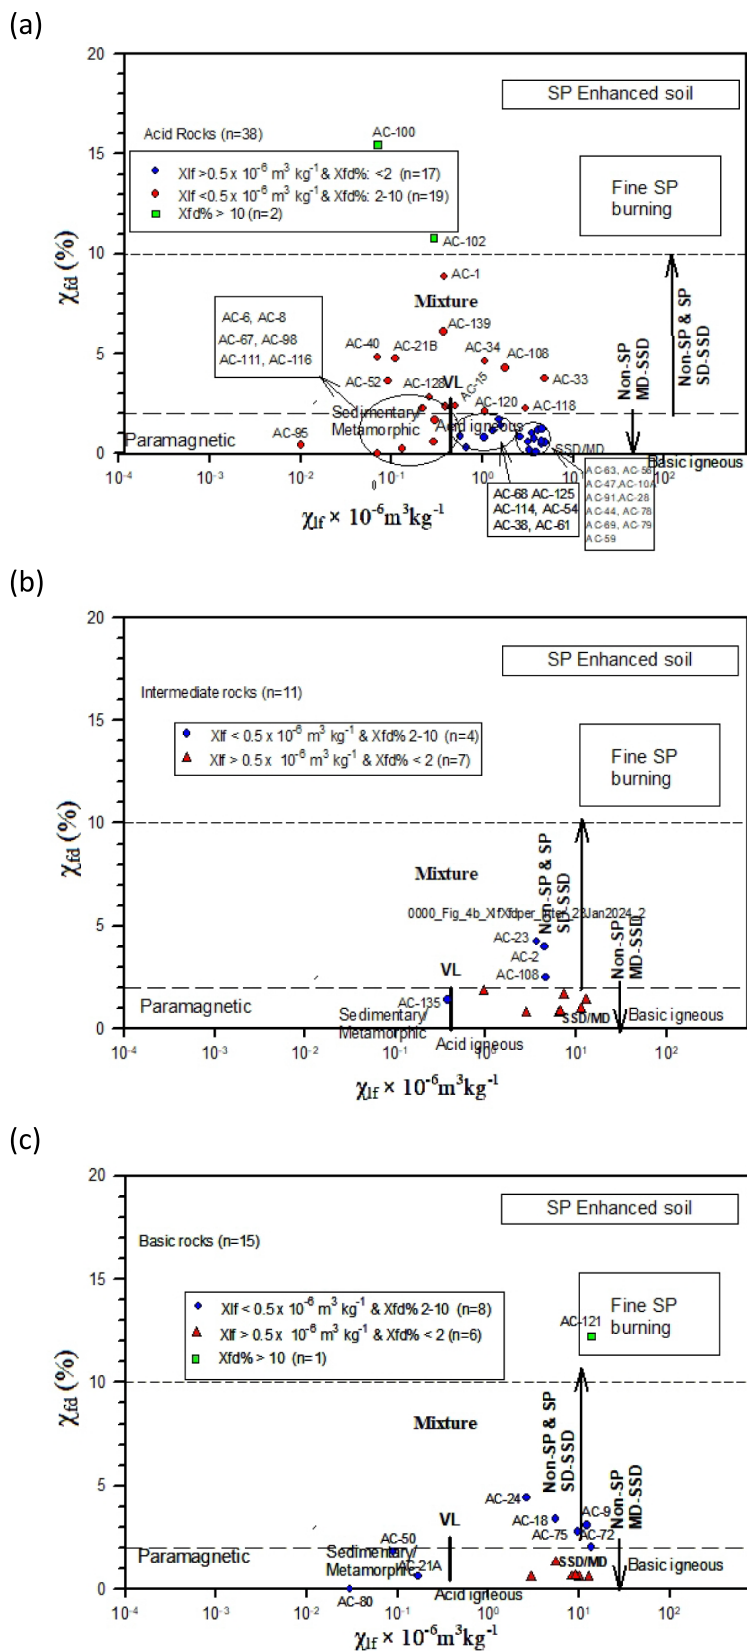 (a)
20
SP Enhanced soil
AC-100
Acid Rocks (n=38)
15
Xlf >0.5 x 10⁻⁶ m³ kg⁻¹ & Xfd%: <2 (n=17)
Xlf <0.5 x 10⁻⁶ m³ kg⁻¹ & Xfd%: 2-10 (n=19)
Xfd% > 10 (n=2)
Fine SP
burning
AC-102
10
χfd (%)
AC-1
Mixture
AC-6, AC-8
AC-67, AC-98
AC-111, AC-116
AC-139
AC-40
AC-21B
AC-34
AC-108
5
AC-52
AC-128
VL
AC-15
AC-33
AC-120
AC-118
Non-SP
MD-SSD
Non-SP & SP
SD-SSD
Sedimentary/
Metamorphic
Acid igneous
Paramagnetic
AC-95
SSD/MD
Basic igneous
0
10⁻⁴
10⁻³
10⁻²
10⁻¹
10⁰
10¹
10²
0
AC-68 AC-125
AC-114, AC-54
AC-38, AC-61
AC-63, AC-56
AC-47, AC-10A
AC-91, AC-28
AC-44, AC-78
AC-69, AC-79
AC-59
χlf × 10⁻⁶m³kg⁻¹
(b)
20
SP Enhanced soil
Intermediate rocks (n=11)
15
Xlf < 0.5 x 10⁻⁶ m³ kg⁻¹ & Xfd% 2-10 (n=4)
Xlf > 0.5 x 10⁻⁶ m³ kg⁻¹ & Xfd% < 2 (n=7)
Fine SP
burning
10
χfd (%)
Mixture
Non-SP & SP
SD-SSD
5
AC-23
AC-2
AC-108
VL
Non-SP
MD-SSD
Paramagnetic
AC-135
Sedimentary/
Metamorphic
Acid igneous
SSD/MD
Basic igneous
0
10⁻⁴
10⁻³
10⁻²
10⁻¹
10⁰
10¹
10²
χlf × 10⁻⁶m³kg⁻¹
(c)
20
SP Enhanced soil
Basic rocks (n=15)
15
Xlf < 0.5 x 10⁻⁶ m³ kg⁻¹ & Xfd% 2-10 (n=8)
Xlf > 0.5 x 10⁻⁶ m³ kg⁻¹ & Xfd% < 2 (n=6)
Xfd% > 10 (n=1)
Fine SP
burning
AC-121
10
χfd (%)
Mixture
Non-SP & SP
SD-SSD
Non-SP
MD-SSD
5
AC-24
AC-18
AC-9
VL
AC-75
AC-72
AC-50
Paramagnetic
Sedimentary/
Metamorphic
AC-21A
SSD/MD
Basic igneous
Acid igneous
0
AC-80
10⁻⁴
10⁻³
10⁻²
10⁻¹
10⁰
10¹
10²
χlf × 10⁻⁶m³kg⁻¹